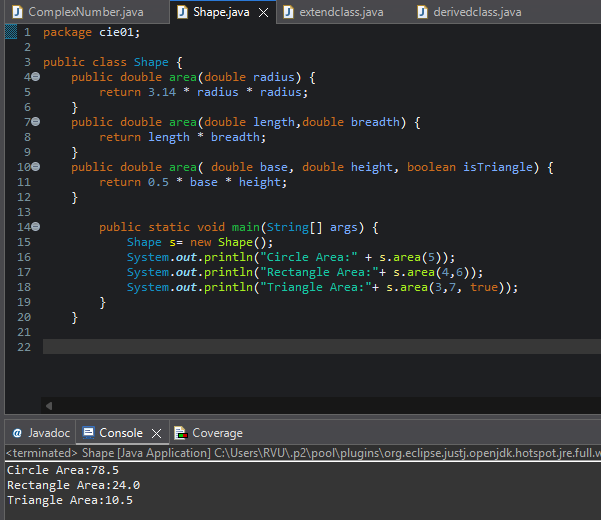 ComplexNumber.java Shape.java extendclass.java derivedclass.java
1 package cie01;
2
3 public class Shape {
4 public double area(double radius) {
5 return 3.14 * radius * radius;
6 }
7 public double area(double length,double breadth) {
8 return length * breadth;
9 }
10 public double area( double base, double height, boolean isTriangle) {
11 return 0.5 * base * height;
12 }
13
14 public static void main(String[] args) {
15 Shape s= new Shape();
16 System.out.println("Circle Area:" + s.area(5));
17 System.out.println("Rectangle Area:"+ s.area(4,6));
18 System.out.println("Triangle Area:"+ s.area(3,7, true));
19 }
20 }
21
22
@ Javadoc Console Coverage
<terminated> Shape [Java Application] C:\Users\RVU\.p2\pool\plugins\org.eclipse.justj.openjdk.hotspot.jre.full.w
Circle Area:78.5
Rectangle Area:24.0
Triangle Area:10.5